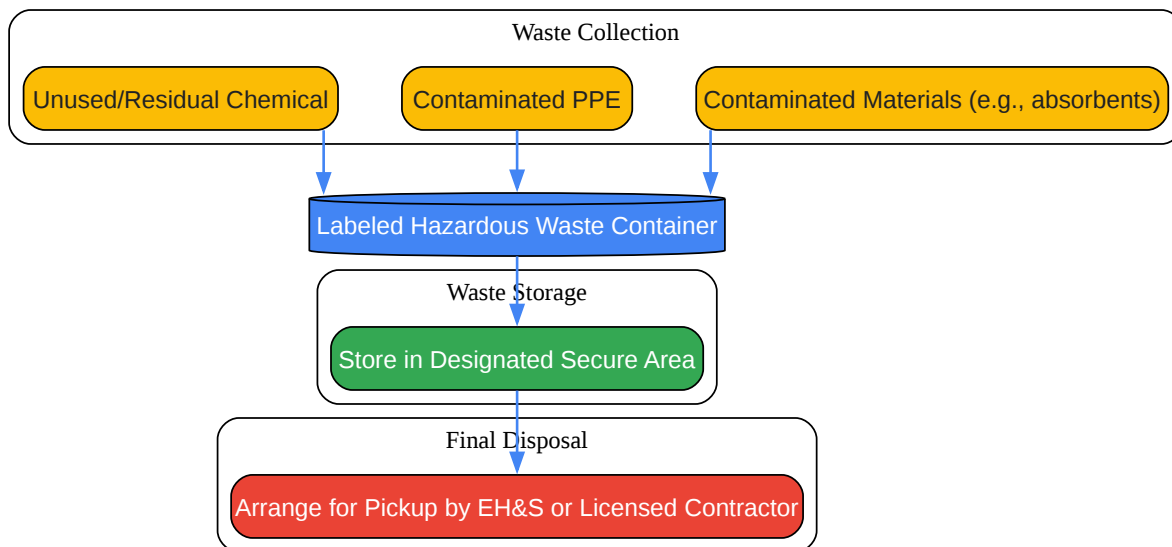 Waste Collection
Unused/Residual Chemical
Contaminated PPE
Contaminated Materials (e.g., absorbents)
Labeled Hazardous Waste Container
Waste Storage
Store in Designated Secure Area
Final Disposal
Arrange for Pickup by EH&S or Licensed Contractor